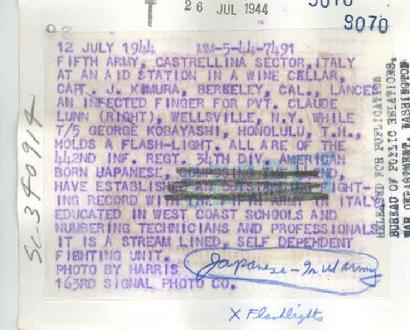 26 JUL 1944
9070
12 JULY 1944 MM-5-44-7491
FIFTH ARMY, CASTRELLINA SECTOR, ITALY
AT AN AID STATION IN A WINE CELLAR,
CAPT. J. KIMURA, BERKELEY, CAL., LANCES
AN INFECTED FINGER FOR PVT. CLAUDE
LUNN (RIGHT), WELLSVILLE, N.Y. WHILE
T/5 GEORGE KOBAYASHI, HONOLULU, T.H.,
HOLDS A FLASH-LIGHT. ALL ARE OF THE
442ND INF. REGT. 34TH DIV. AMERICAN
BORN JAPANESE, COMPOSING THE
HAVE ESTABLISHED AN OUTSTANDING FIGHT-
ING RECORD WITH THE FIFTH ARMY ITALY
EDUCATED IN WEST COAST SCHOOLS AND
NUMBERING TECHNICIANS AND PROFESSIONALS
IT IS A STREAM LINED, SELF DEPENDENT
FIGHTING UNIT.
PHOTO BY HARRIS
163RD SIGNAL PHOTO CO.
Japanese - In US army
X Flashlights
SC 340914
RELEASED FOR PUBLICATION
BUREAU OF PUBLIC RELATIONS,
WAR DEPARTMENT, WASHINGTON